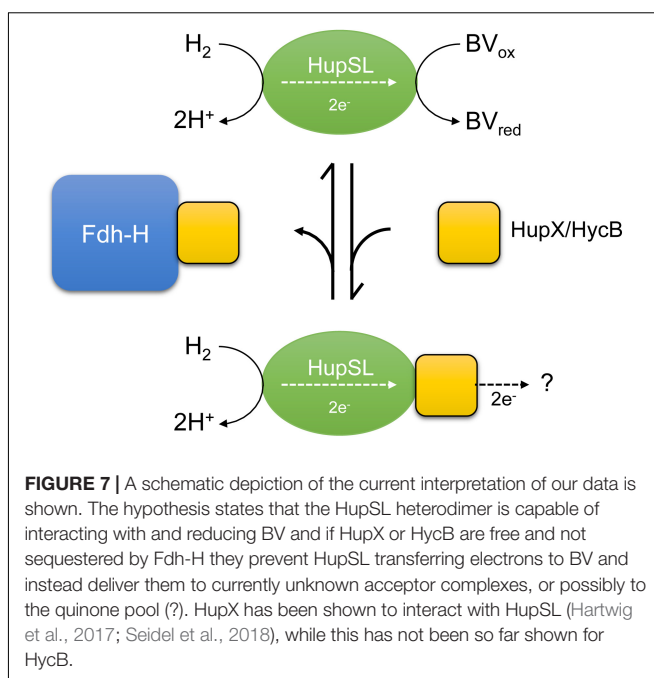 H₂ HupSL BVox
2e⁻
2H⁺ BVred
Fdh-H HupX/HycB
H₂ HupSL
2e⁻ 2e⁻ ?
2H⁺
FIGURE 7 | A schematic depiction of the current interpretation of our data is
shown. The hypothesis states that the HupSL heterodimer is capable of
interacting with and reducing BV and if HupX or HycB are free and not
sequestered by Fdh-H they prevent HupSL transferring electrons to BV and
instead deliver them to currently unknown acceptor complexes, or possibly to
the quinone pool (?). HupX has been shown to interact with HupSL (Hartwig
et al., 2017; Seidel et al., 2018), while this has not been so far shown for
HycB.